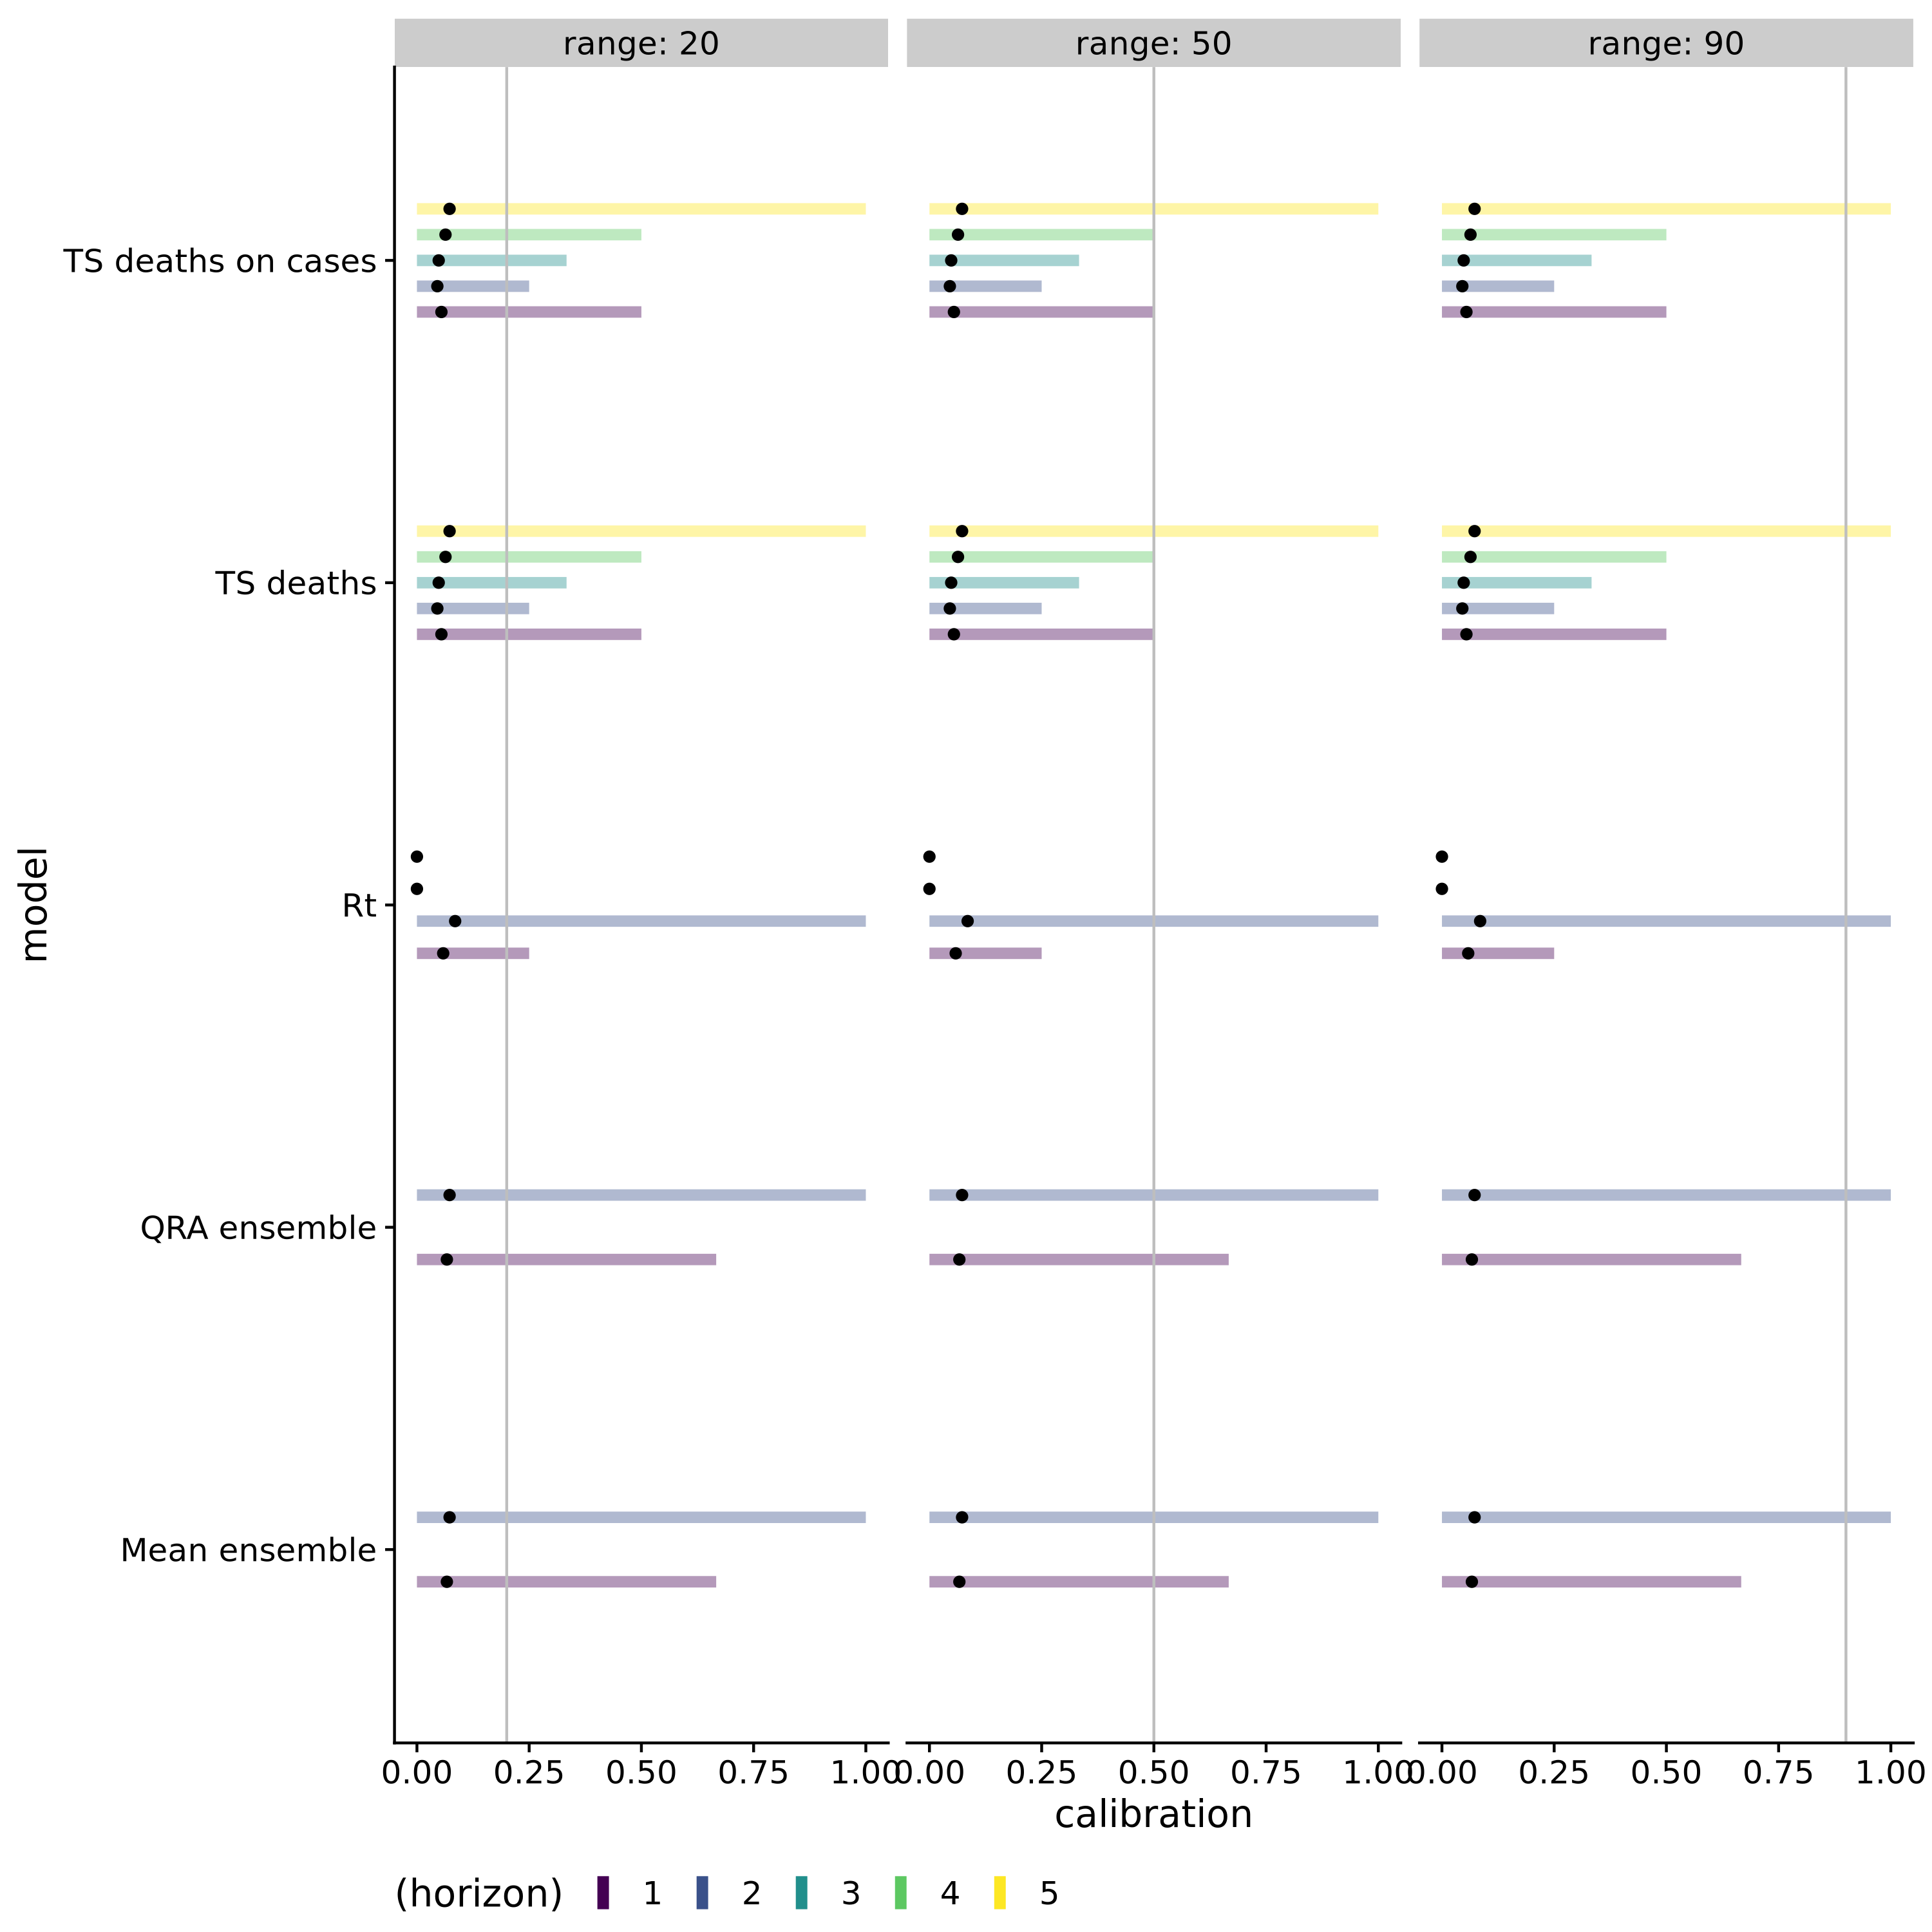 range: 20 range: 50 range: 90
TS deaths on cases
TS deaths
Rt
QRA ensemble
Mean ensemble
model
0.00 0.25 0.50 0.75 1.00 0.00 0.25 0.50 0.75 1.00 0.00 0.25 0.50 0.75 1.00
calibration
(horizon) 1 2 3 4 5